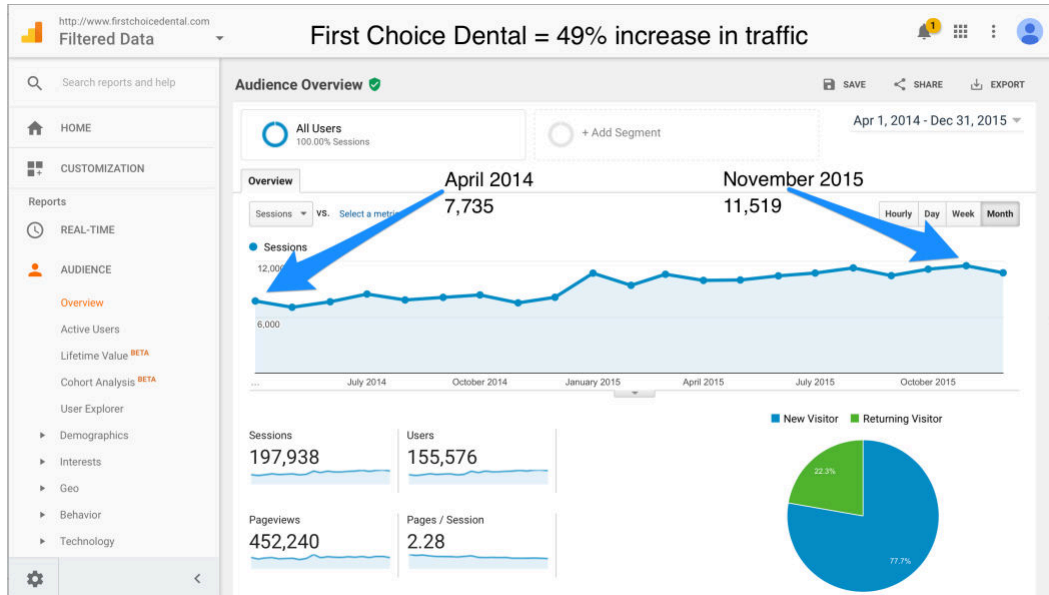 http://www.firstchoicedental.com
Filtered Data
First Choice Dental = 49% increase in traffic
1
Search reports and help
HOME
CUSTOMIZATION
Reports
REAL-TIME
AUDIENCE
Overview
Active Users
Lifetime Value BETA
Cohort Analysis BETA
User Explorer
Demographics
Interests
Geo
Behavior
Technology
Audience Overview
SAVE
SHARE
EXPORT
All Users
100.00% Sessions
+ Add Segment
Apr 1, 2014 - Dec 31, 2015
Overview
April 2014
7,735
November 2015
11,519
Sessions
VS.
Select a metric
Hourly
Day
Week
Month
Sessions
12,000
6,000
...
July 2014
October 2014
January 2015
April 2015
July 2015
October 2015
New Visitor
Returning Visitor
Sessions
197,938
Users
155,576
Pageviews
452,240
Pages / Session
2.28
22.3%
77.7%